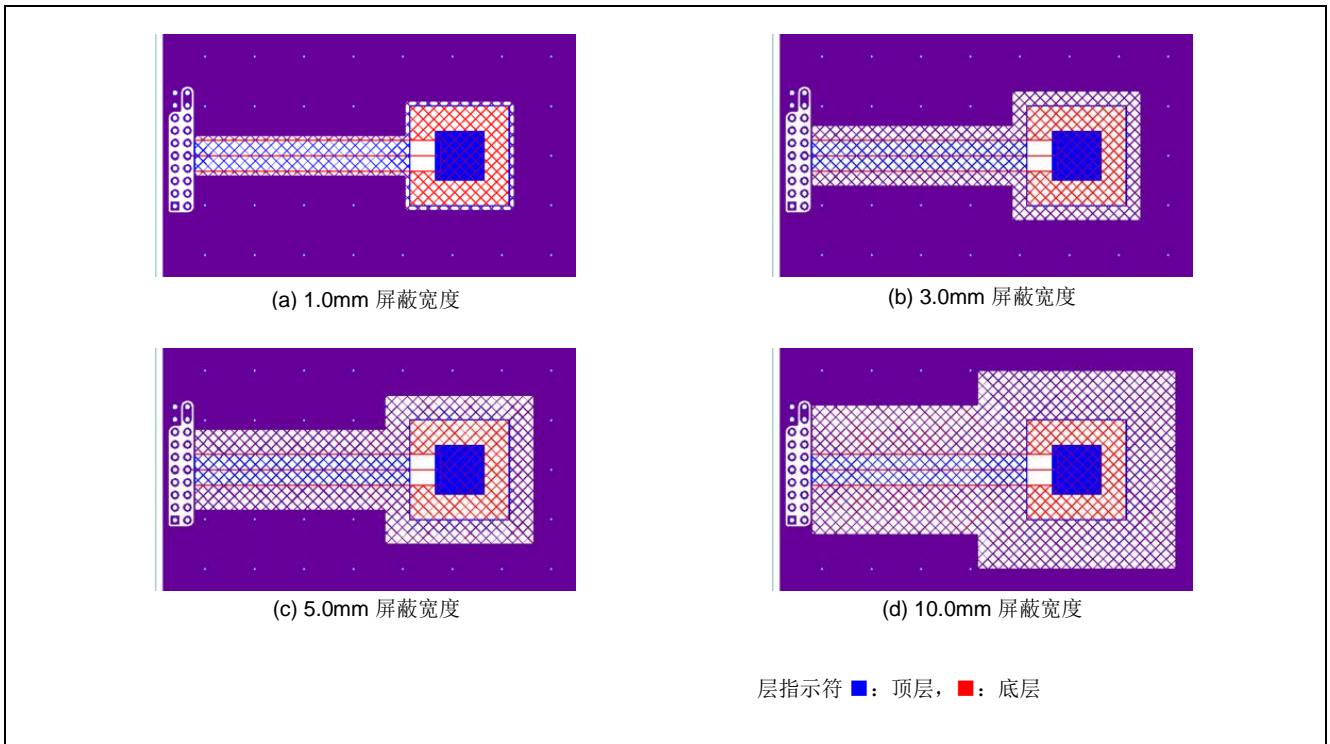 (a) 1.0mm 屏蔽宽度
(b) 3.0mm 屏蔽宽度
(c) 5.0mm 屏蔽宽度
(d) 10.0mm 屏蔽宽度
层指示符 ■：顶层，■：底层